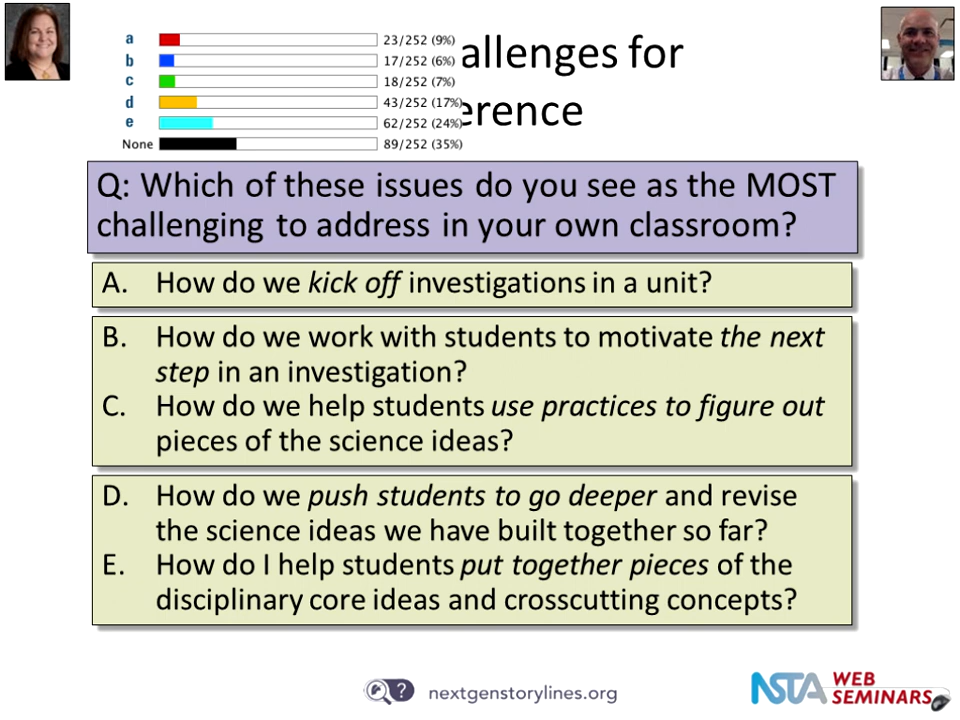 a 23/252 (9%)
b 17/252 (6%)
c 18/252 (7%)
d 43/252 (17%)
e 62/252 (24%)
None 89/252 (35%)
allenges for
erence
Q: Which of these issues do you see as the MOST
challenging to address in your own classroom?
A. How do we kick off investigations in a unit?
B. How do we work with students to motivate the next
step in an investigation?
C. How do we help students use practices to figure out
pieces of the science ideas?
D. How do we push students to go deeper and revise
the science ideas we have built together so far?
E. How do I help students put together pieces of the
disciplinary core ideas and crosscutting concepts?
? nextgenstorylines.org
NSTA WEB
SEMINARS